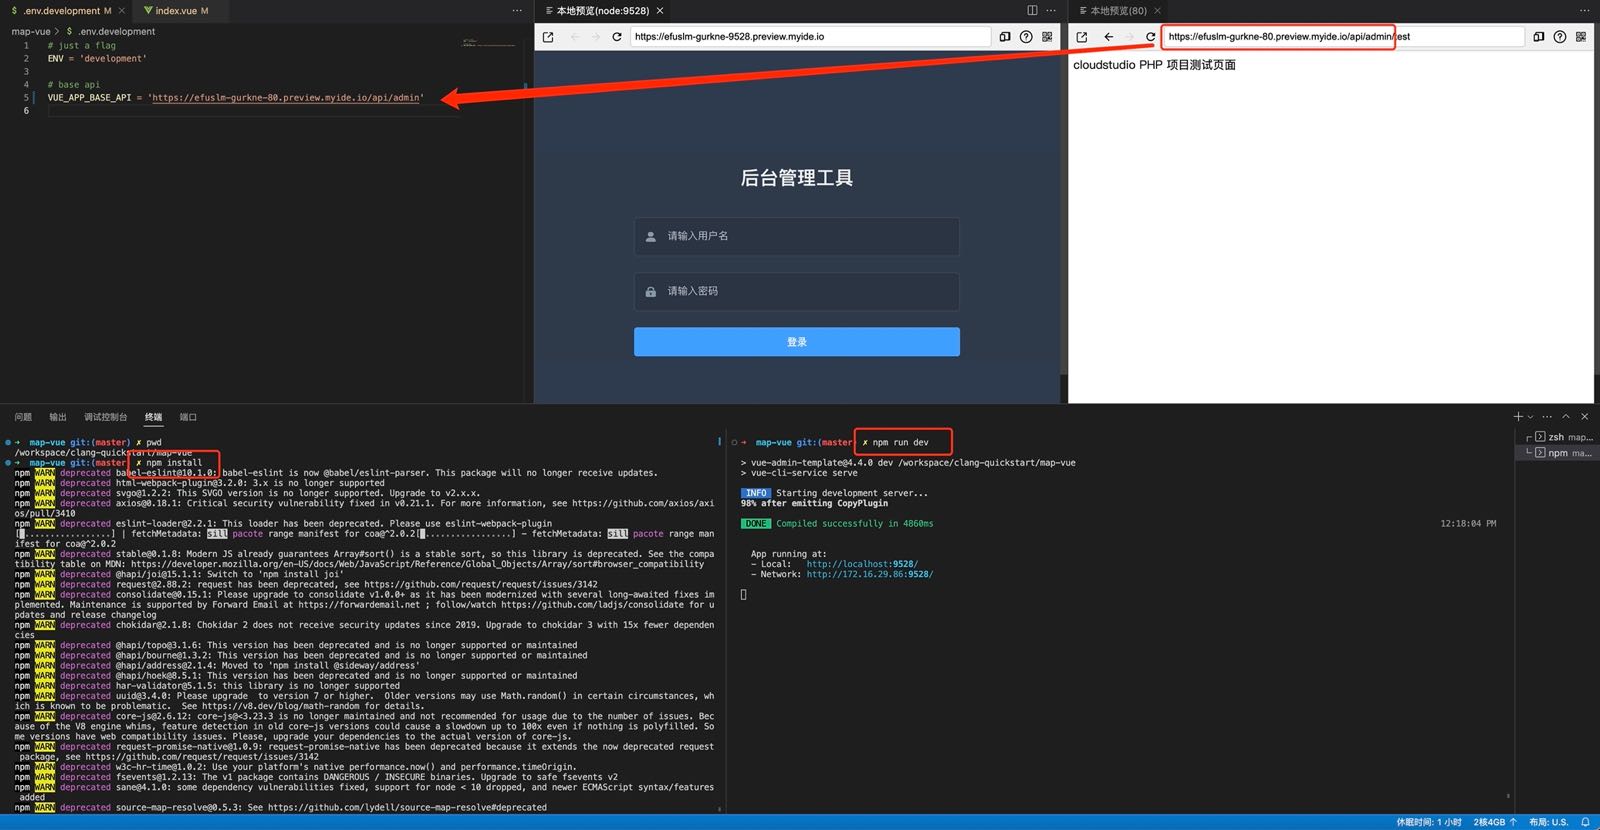 .env.development M
index.vue M
map-vue > .env.development
1 # just a flag
2 ENV = 'development'
3
4 # base api
5 VUE_APP_BASE_API = 'https://efuslm-gurkne-80.preview.myide.io/api/admin'
6
本地预览(node:9528)
https://efuslm-gurkne-9528.preview.myide.io
后台管理工具
请输入用户名
请输入密码
登录
本地预览(80)
https://efuslm-gurkne-80.preview.myide.io/api/admin/test
cloudstudio PHP 项目测试页面
问题 输出 调试控制台 终端 端口
→ map-vue git:(master) ✗ pwd
/workspace/clang-quickstart/map-vue
→ map-vue git:(master) ✗ npm install
npm WARN deprecated babel-eslint@10.1.0: babel-eslint is now @babel/eslint-parser. This package will no longer receive updates.
npm WARN deprecated html-webpack-plugin@3.2.0: 3.x is no longer supported
npm WARN deprecated svgo@1.2.2: This SVGO version is no longer supported. Upgrade to v2.x.x.
npm WARN deprecated axios@0.18.1: Critical security vulnerability fixed in v0.21.1. For more information, see https://github.com/axios/axi
os/pull/3410
npm WARN deprecated eslint-loader@2.2.1: This loader has been deprecated. Please use eslint-webpack-plugin
[ .................] | fetchMetadata: sill pacote range manifest for coa@^2.0.2[ .................] - fetchMetadata: sill pacote range man
ifest for coa@^2.0.2
npm WARN deprecated stable@0.1.8: Modern JS already guarantees Array#sort() is a stable sort, so this library is deprecated. See the compa
tibility table on MDN: https://developer.mozilla.org/en-US/docs/Web/JavaScript/Reference/Global_Objects/Array/sort#browser_compatibility
npm WARN deprecated @hapi/joi@15.1.1: Switch to 'npm install joi'
npm WARN deprecated request@2.88.2: request has been deprecated, see https://github.com/request/request/issues/3142
npm WARN deprecated consolidate@0.15.1: Please upgrade to consolidate v1.0.0+ as it has been modernized with several long-awaited fixes im
plemented. Maintenance is supported by Forward Email at https://forwardemail.net ; follow/watch https://github.com/ladjs/consolidate for u
pdates and release changelog
npm WARN deprecated chokidar@2.1.8: Chokidar 2 does not receive security updates since 2019. Upgrade to chokidar 3 with 15x fewer dependen
cies
npm WARN deprecated @hapi/topo@3.1.6: This version has been deprecated and is no longer supported or maintained
npm WARN deprecated @hapi/bourne@1.3.2: This version has been deprecated and is no longer supported or maintained
npm WARN deprecated @hapi/address@2.1.4: Moved to 'npm install @sideway/address'
npm WARN deprecated @hapi/hoek@8.5.1: This version has been deprecated and is no longer supported or maintained
npm WARN deprecated har-validator@5.1.5: this library is no longer supported
npm WARN deprecated uuid@3.4.0: Please upgrade  to version 7 or higher.  Older versions may use Math.random() in certain circumstances, wh
ich is known to be problematic.  See https://v8.dev/blog/math-random for details.
npm WARN deprecated core-js@2.6.12: core-js@<3.23.3 is no longer maintained and not recommended for usage due to the number of issues. Bec
ause of the V8 engine whims, feature detection in old core-js versions could cause a slowdown up to 100x even if nothing is polyfilled. So
me versions have web compatibility issues. Please, upgrade your dependencies to the actual version of core-js.
npm WARN deprecated request-promise-native@1.0.9: request-promise-native has been deprecated because it extends the now deprecated request
package, see https://github.com/request/request/issues/3142
npm WARN deprecated w3c-hr-time@1.0.2: Use your platform's native performance.now() and performance.timeOrigin.
npm WARN deprecated fsevents@1.2.13: The v1 package contains DANGEROUS / INSECURE binaries. Upgrade to safe fsevents v2
npm WARN deprecated sane@4.1.0: some dependency vulnerabilities fixed, support for node < 10 dropped, and newer ECMAScript syntax/features
added
npm WARN deprecated source-map-resolve@0.5.3: See https://github.com/lydell/source-map-resolve#deprecated
→ map-vue git:(master) ✗ npm run dev
> vue-admin-template@4.4.0 dev /workspace/clang-quickstart/map-vue
> vue-cli-service serve
INFO Starting development server...
98% after emitting CopyPlugin
DONE Compiled successfully in 4860ms 12:18:04 PM
App running at:
- Local: http://localhost:9528/
- Network: http://172.16.29.86:9528/
zsh map...
npm ma...
休眠时间: 1 小时 2核4GB 布局: U.S.